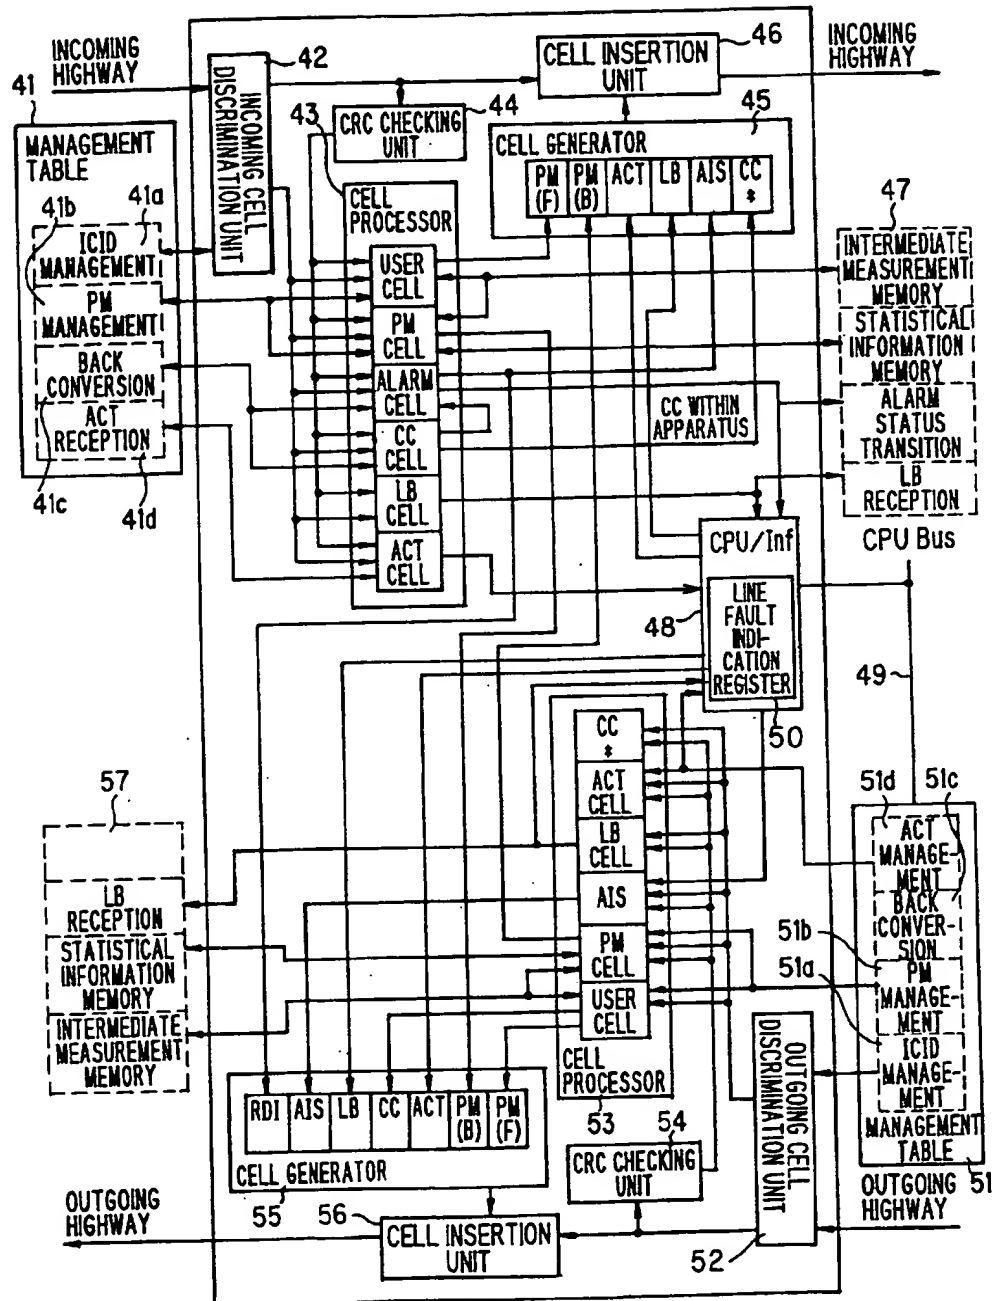 INCOMING
HIGHWAY
41
MANAGEMENT
TABLE
41b
41a
ICID
MANAGEMENT
PM
MANAGEMENT
BACK
CONVERSION
ACT
RECEPTION
41c
41d
42
INCOMING CELL
DISCRIMINATION UNIT
43
44
CRC CHECKING
UNIT
CELL
PROCESSOR
USER
CELL
PM
CELL
ALARM
CELL
CC
CELL
LB
CELL
ACT
CELL
46
CELL INSERTION
UNIT
INCOMING
HIGHWAY
45
CELL GENERATOR
PM
(F)
PM
(B)
ACT
LB
AIS
CC
*
47
INTERMEDIATE
MEASUREMENT
MEMORY
STATISTICAL
INFORMATION
MEMORY
ALARM
STATUS
TRANSITION
LB
RECEPTION
CC WITHIN
APPARATUS
CPU Bus
CPU/Inf
48
LINE
FAULT
INDI-
CATION
REGISTER
50
49
CC
*
ACT
CELL
LB
CELL
AIS
PM
CELL
USER
CELL
CELL
PROCESSOR
53
57
LB
RECEPTION
STATISTICAL
INFORMATION
MEMORY
INTERMEDIATE
MEASUREMENT
MEMORY
51d
51c
ACT
MANAGE-
MENT
BACK
CONVER-
SION
51b
PM
MANAGE-
MENT
51a
ICID
MANAGE-
MENT
MANAGEMENT
TABLE
51
RDI
AIS
LB
CC
ACT
PM
(B)
PM
(F)
CELL GENERATOR
55
54
CRC CHECKING
UNIT
OUTGOING CELL
DISCRIMINATION UNIT
52
OUTGOING
HIGHWAY
56
CELL INSERTION
UNIT
OUTGOING
HIGHWAY